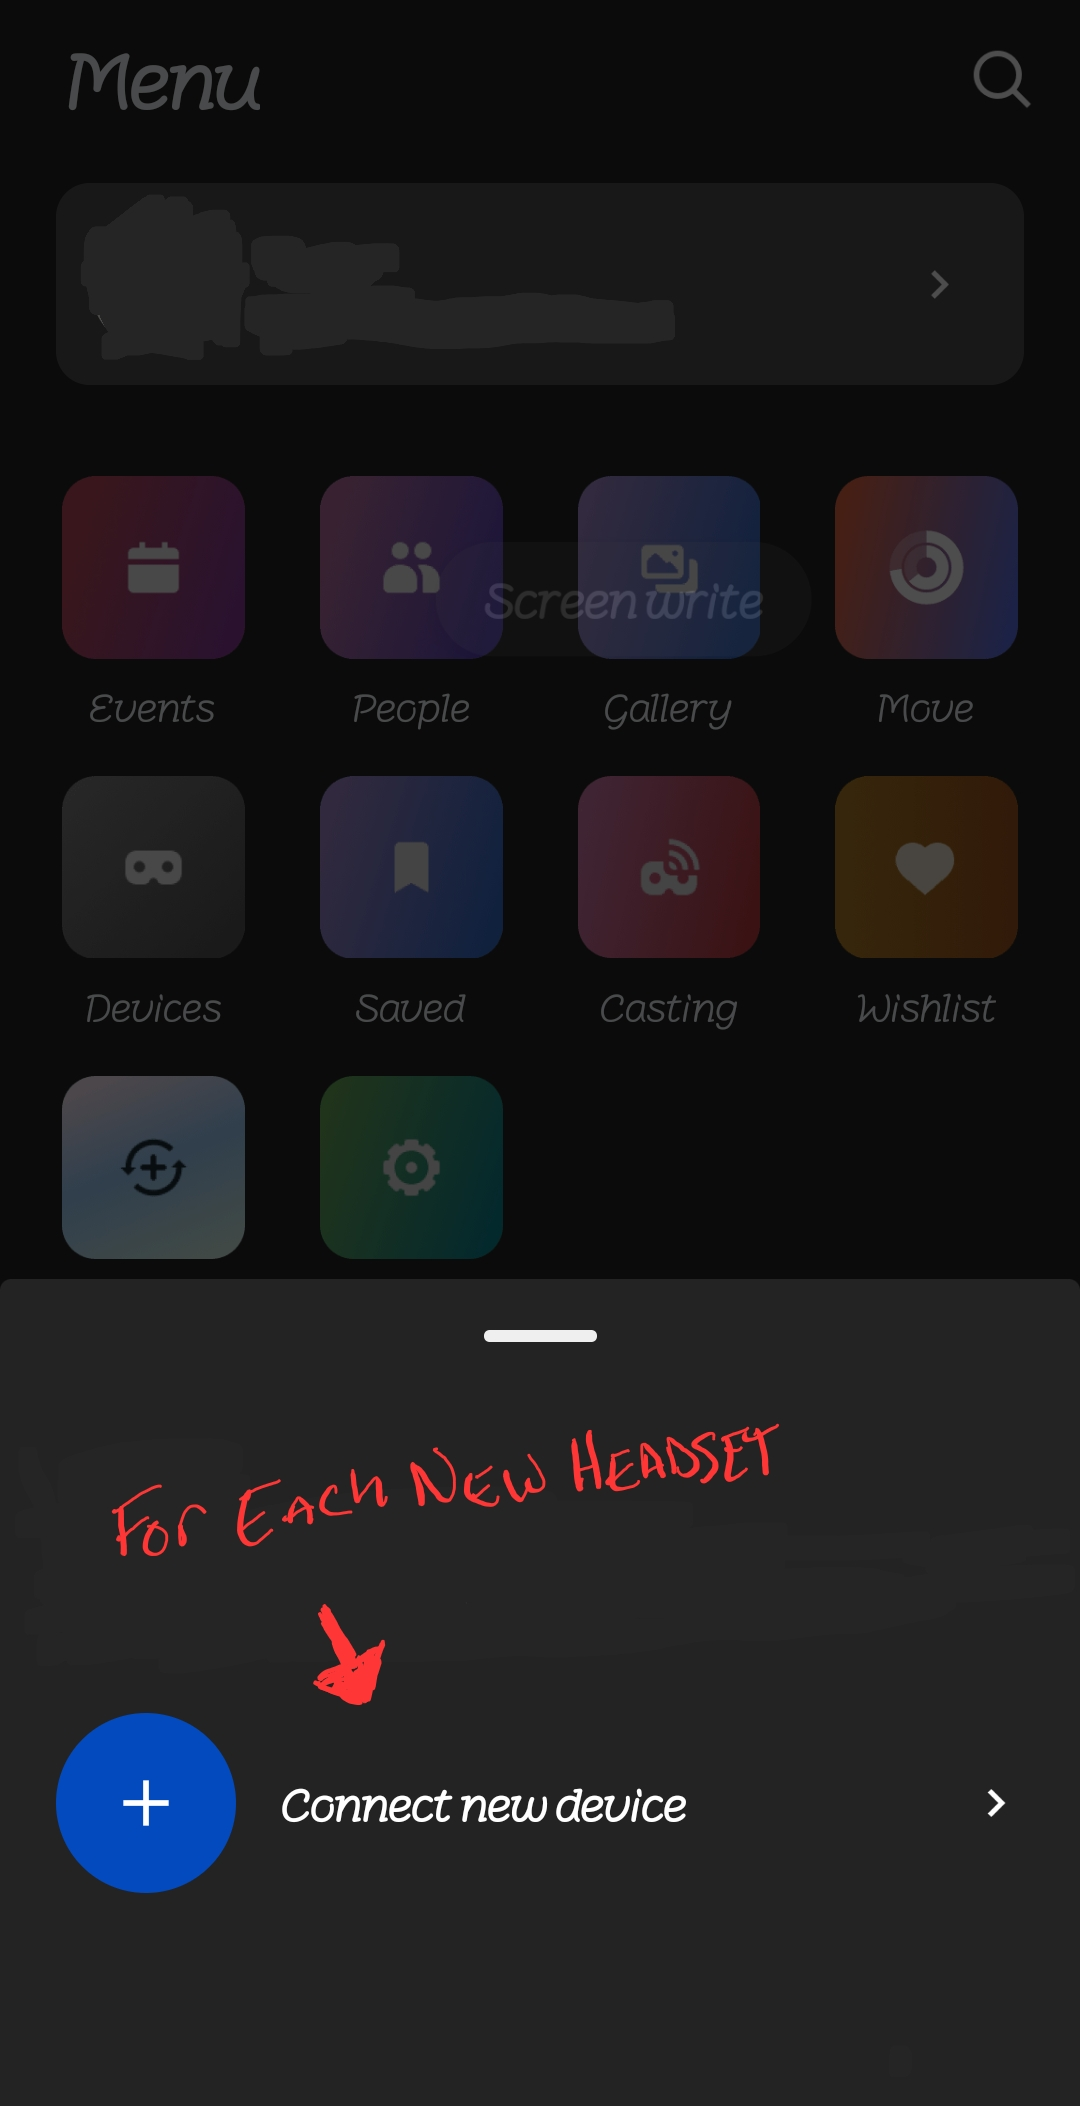 Menu
Screen write
Events People Gallery Move
Devices Saved Casting Wishlist
FOr EACH NEW HEADSET
Connect new device